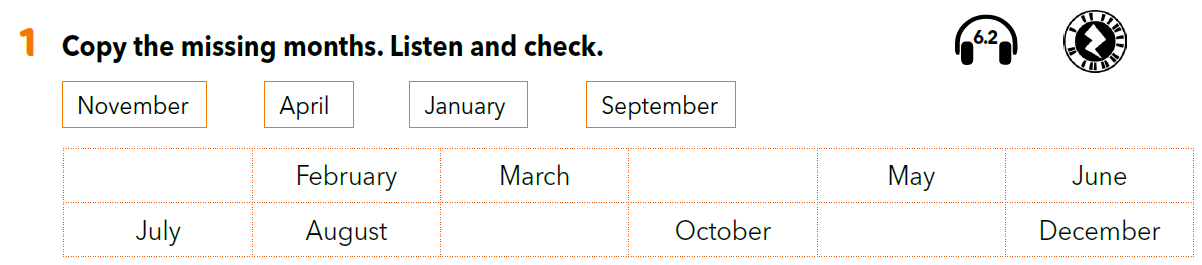 1 Copy the missing months. Listen and check.
6.2
November April January September
February March May June
July August October December